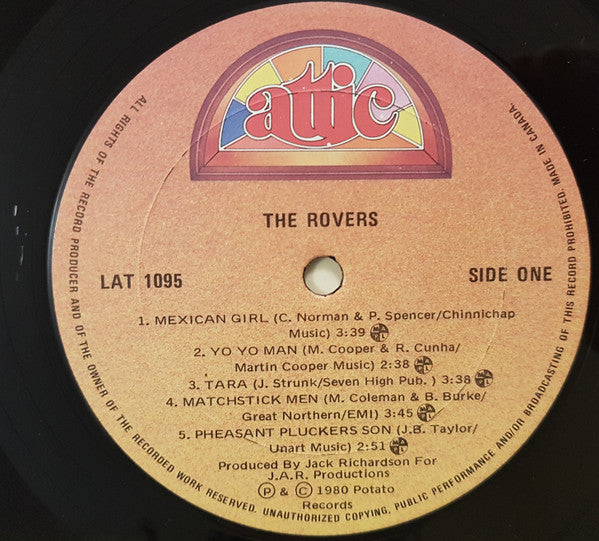 attic
THE ROVERS
LAT 1095
SIDE ONE
1. MEXICAN GIRL (C. Norman & P. Spencer/Chinnichap
Music) 3:39
2. YO YO MAN (M. Cooper & R. Cunha/
Martin Cooper Music) 2:38
3. TARA (J. Strunk/Seven High Pub. ) 3:38
4. MATCHSTICK MEN (M. Coleman & B. Burke/
Great Northern/EMI) 3:45
5. PHEASANT PLUCKERS SON (J.B. Taylor/
Unart Music) 2:51
Produced By Jack Richardson For
J.A.R. Productions
Ⓟ & © 1980 Potato
Records
ALL RIGHTS OF THE RECORD PRODUCER AND OF THE OWNER OF THE RECORDED WORK RESERVED. UNAUTHORIZED COPYING, PUBLIC PERFORMANCE AND/OR BROADCASTING OF THIS RECORD PROHIBITED. MADE IN CANADA.